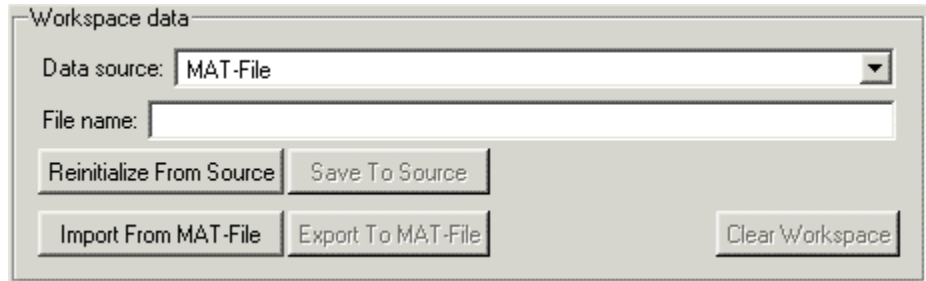 Workspace data
Data source: MAT-File
File name:
Reinitialize From Source Save To Source
Import From MAT-File Export To MAT-File Clear Workspace